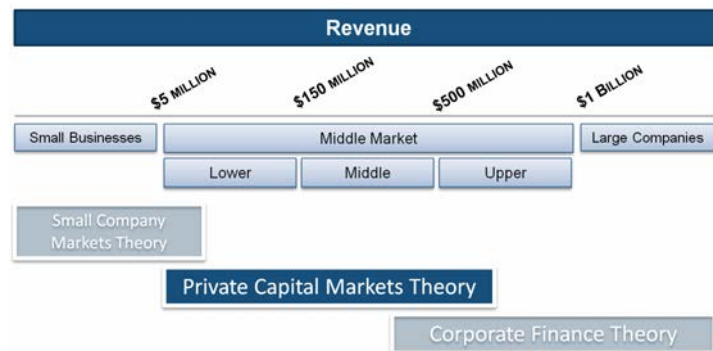 Revenue
$5 MILLION
$150 MILLION
$500 MILLION
$1 BILLION
Small Businesses
Middle Market
Large Companies
Lower
Middle
Upper
Small Company
Markets Theory
Private Capital Markets Theory
Corporate Finance Theory